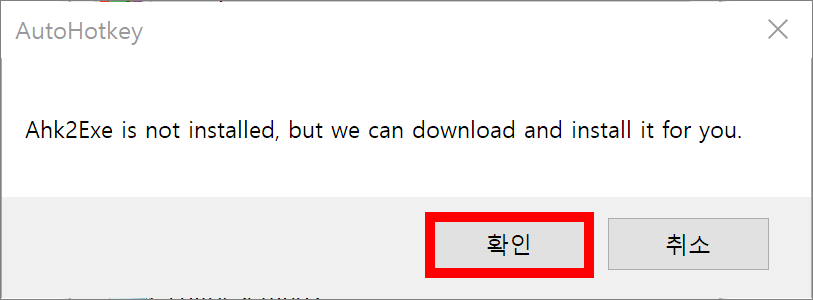 AutoHotkey
Ahk2Exe is not installed, but we can download and install it for you.
확인
취소